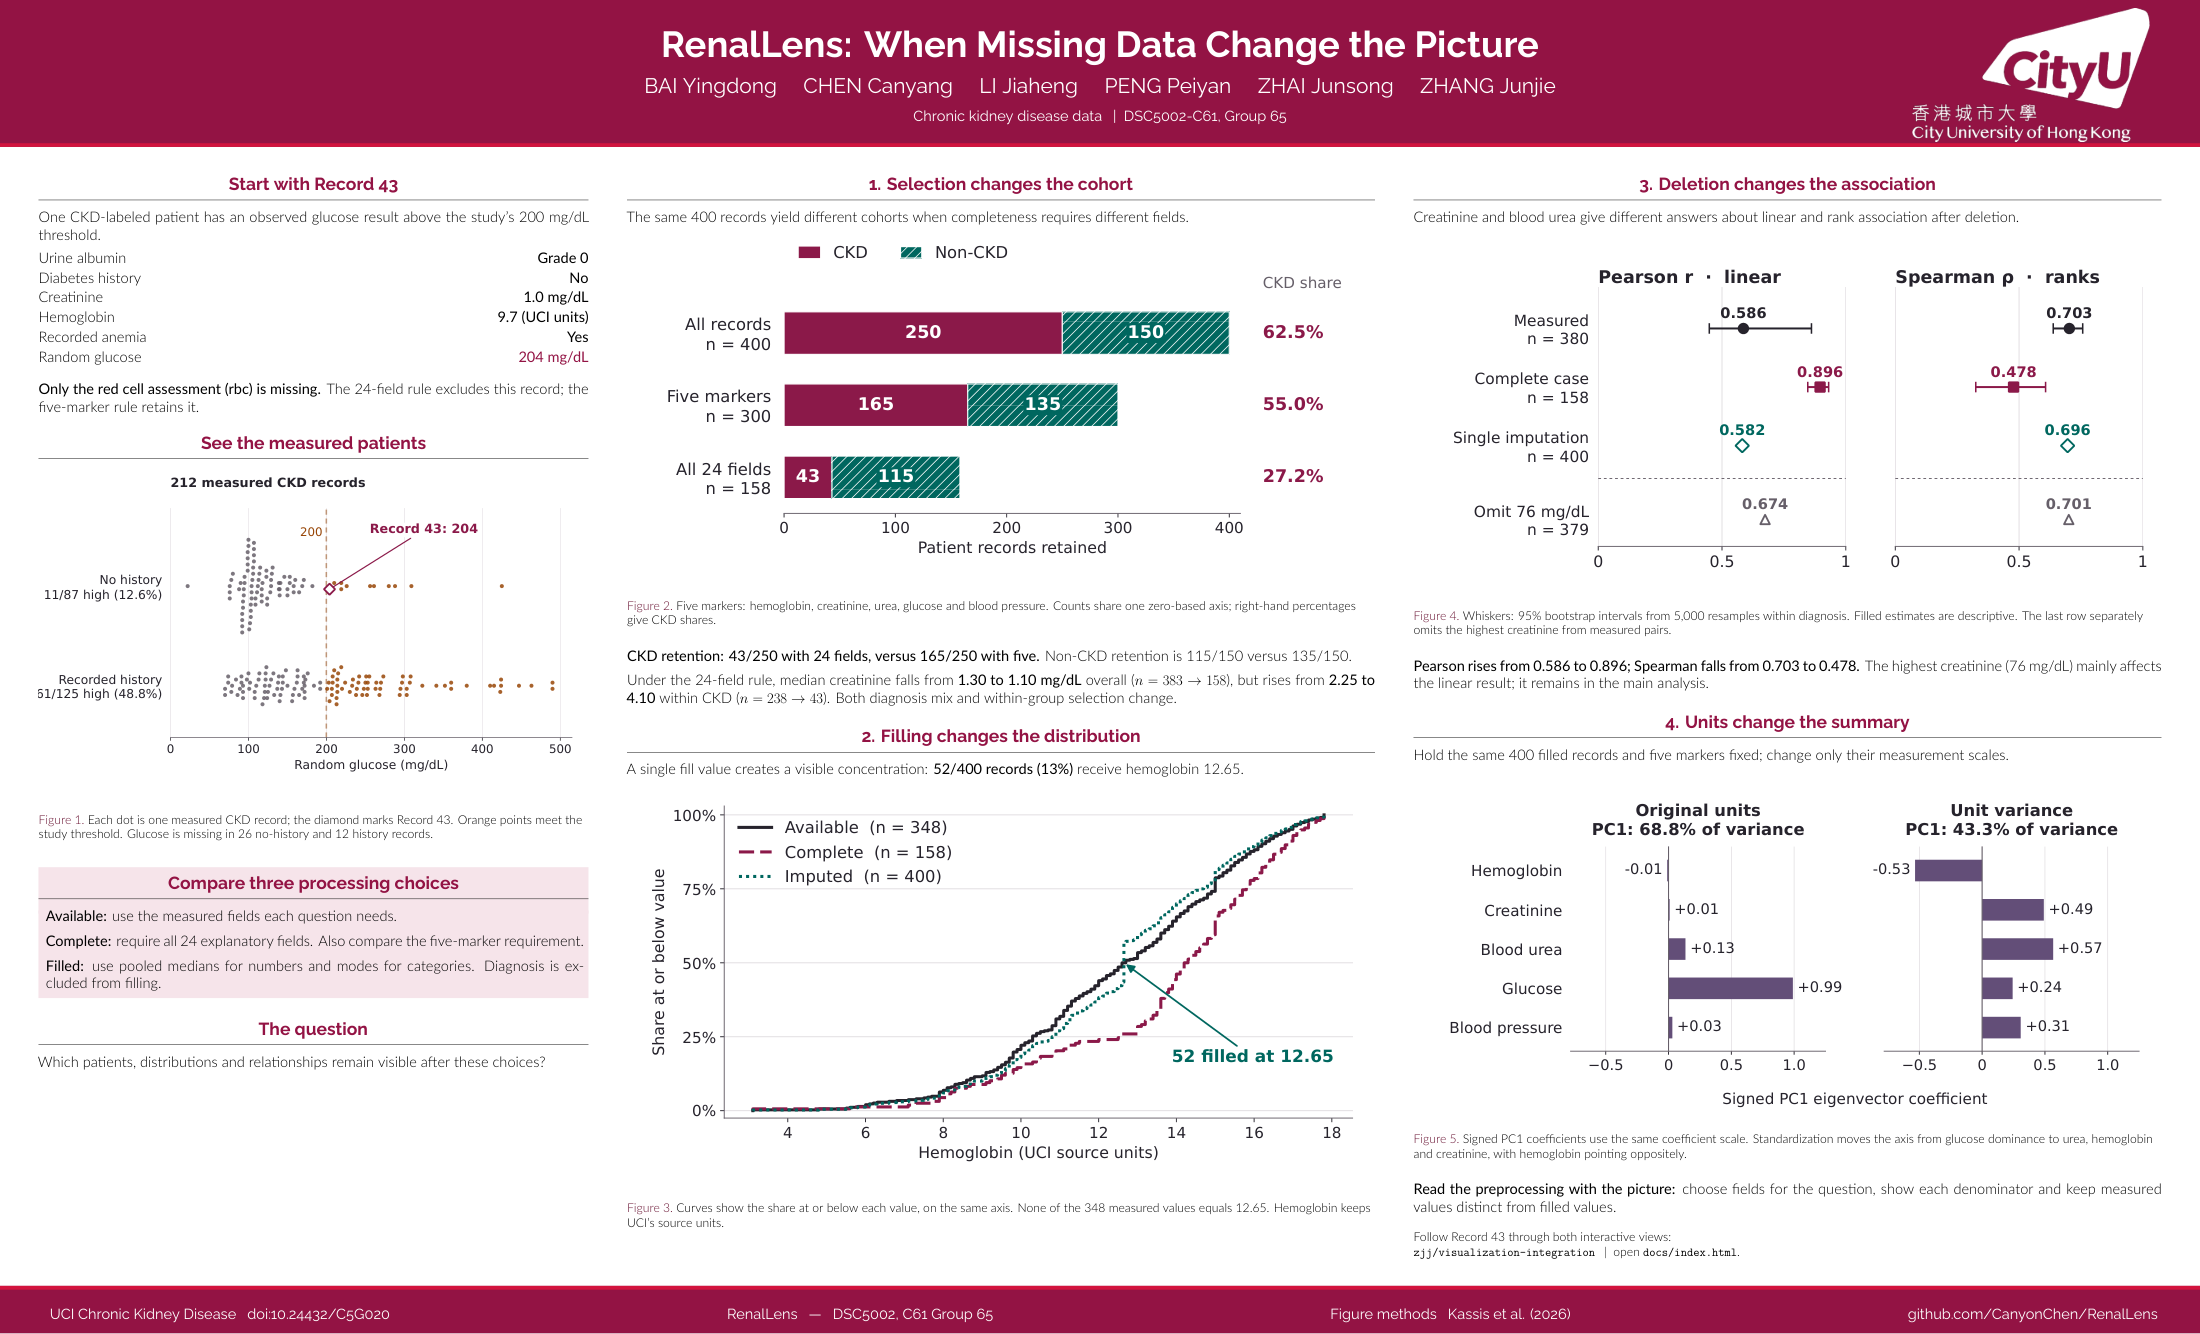 RenalLens: When Missing Data Change the Picture
BAI Yingdong CHEN Canyang LI Jiaheng PENG Peiyan ZHAI Junsong ZHANG Junjie
Chronic kidney disease data | DSC5002-C61, Group 65
CityU
香港城市大學
City University of Hong Kong
Start with Record 43
One CKD-labeled patient has an observed glucose result above the study's 200 mg/dL
threshold.
Urine albumin Grade 0
Diabetes history No
Creatinine 1.0 mg/dL
Hemoglobin 9.7 (UCI units)
Recorded anemia Yes
Random glucose 204 mg/dL
Only the red cell assessment (rbc) is missing. The 24-field rule excludes this record; the
five-marker rule retains it.
See the measured patients
212 measured CKD records
200
Record 43: 204
No history
11/87 high (12.6%)
Recorded history
61/125 high (48.8%)
0 100 200 300 400 500
Random glucose (mg/dL)
Figure 1. Each dot is one measured CKD record; the diamond marks Record 43. Orange points meet the
study threshold. Glucose is missing in 26 no-history and 12 history records.
Compare three processing choices
Available: use the measured fields each question needs.
Complete: require all 24 explanatory fields. Also compare the five-marker requirement.
Filled: use pooled medians for numbers and modes for categories. Diagnosis is ex-
cluded from filling.
The question
Which patients, distributions and relationships remain visible after these choices?
1. Selection changes the cohort
The same 400 records yield different cohorts when completeness requires different fields.
CKD Non-CKD
CKD share
All records
n = 400
250 150 62.5%
Five markers
n = 300
165 135 55.0%
All 24 fields
n = 158
43 115 27.2%
0 100 200 300 400
Patient records retained
Figure 2. Five markers: hemoglobin, creatinine, urea, glucose and blood pressure. Counts share one zero-based axis; right-hand percentages
give CKD shares.
CKD retention: 43/250 with 24 fields, versus 165/250 with five. Non-CKD retention is 115/150 versus 135/150.
Under the 24-field rule, median creatinine falls from 1.30 to 1.10 mg/dL overall (n = 383 → 158), but rises from 2.25 to
4.10 within CKD (n = 238 → 43). Both diagnosis mix and within-group selection change.
2. Filling changes the distribution
A single fill value creates a visible concentration: 52/400 records (13%) receive hemoglobin 12.65.
Share at or below value
100%
75%
50%
25%
0%
Available (n = 348)
Complete (n = 158)
Imputed (n = 400)
52 filled at 12.65
4 6 8 10 12 14 16 18
Hemoglobin (UCI source units)
Figure 3. Curves show the share at or below each value, on the same axis. None of the 348 measured values equals 12.65. Hemoglobin keeps
UCI's source units.
3. Deletion changes the association
Creatinine and blood urea give different answers about linear and rank association after deletion.
Pearson r · linear Spearman ρ · ranks
Measured
n = 380
0.586 0.703
Complete case
n = 158
0.896 0.478
Single imputation
n = 400
0.582 0.696
Omit 76 mg/dL
n = 379
0.674 0.701
0 0.5 1 0 0.5 1
Figure 4. Whiskers: 95% bootstrap intervals from 5,000 resamples within diagnosis. Filled estimates are descriptive. The last row separately
omits the highest creatinine from measured pairs.
Pearson rises from 0.586 to 0.896; Spearman falls from 0.703 to 0.478. The highest creatinine (76 mg/dL) mainly affects
the linear result; it remains in the main analysis.
4. Units change the summary
Hold the same 400 filled records and five markers fixed; change only their measurement scales.
Original units Unit variance
PC1: 68.8% of variance PC1: 43.3% of variance
Hemoglobin -0.01 -0.53
Creatinine +0.01 +0.49
Blood urea +0.13 +0.57
Glucose +0.99 +0.24
Blood pressure +0.03 +0.31
−0.5 0 0.5 1.0 −0.5 0 0.5 1.0
Signed PC1 eigenvector coefficient
Figure 5. Signed PC1 coefficients use the same coefficient scale. Standardization moves the axis from glucose dominance to urea, hemoglobin
and creatinine, with hemoglobin pointing oppositely.
Read the preprocessing with the picture: choose fields for the question, show each denominator and keep measured
values distinct from filled values.
Follow Record 43 through both interactive views:
zjj/visualization-integration | open docs/index.html.
UCI Chronic Kidney Disease doi:10.24432/C5G020 RenalLens — DSC5002, C61 Group 65 Figure methods Kassis et al. (2026) github.com/CanyonChen/RenalLens